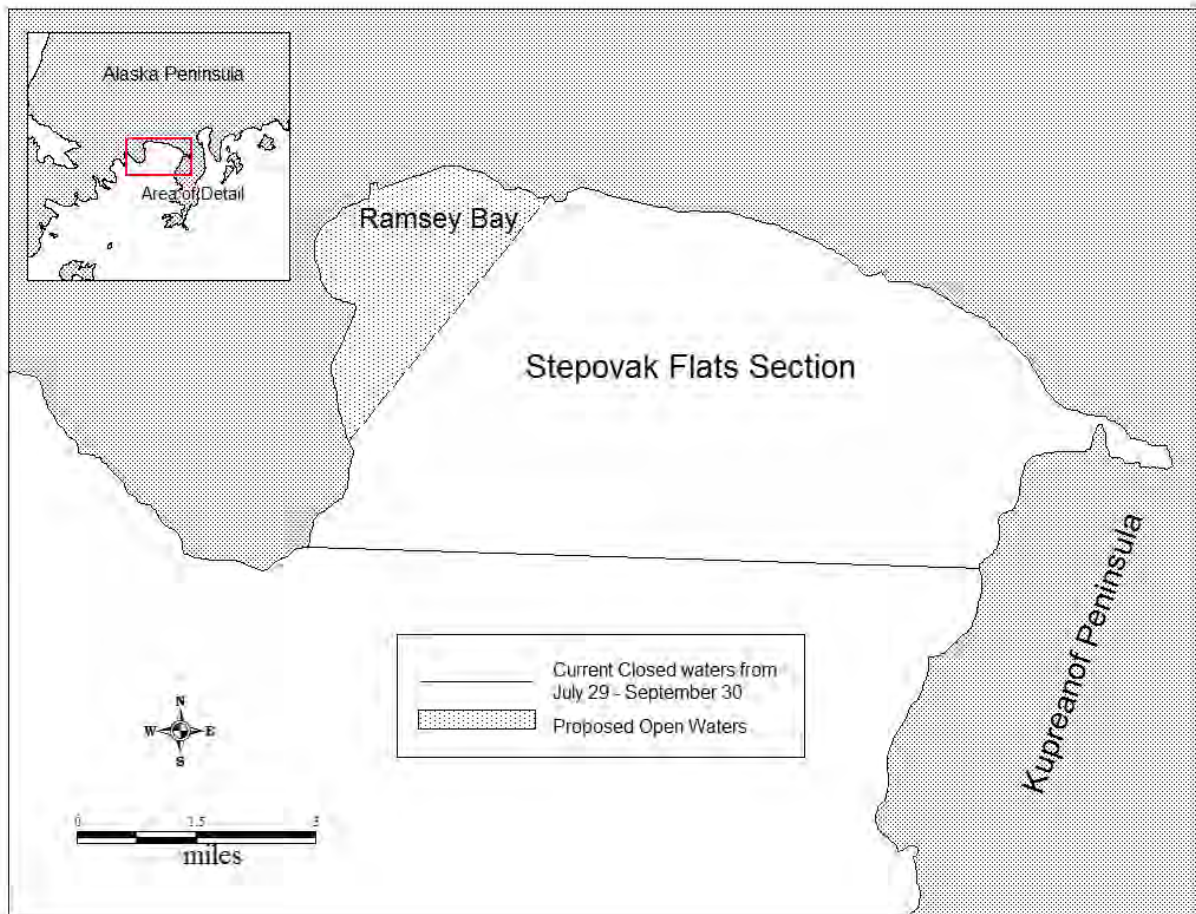 Alaska Peninsula
Area of Detail
Ramsey Bay
Stepovak Flats Section
Kupreanof Peninsula
Current Closed waters from
July 29 - September 30
Proposed Open Waters
N
W E
S
0 1.5 3
miles